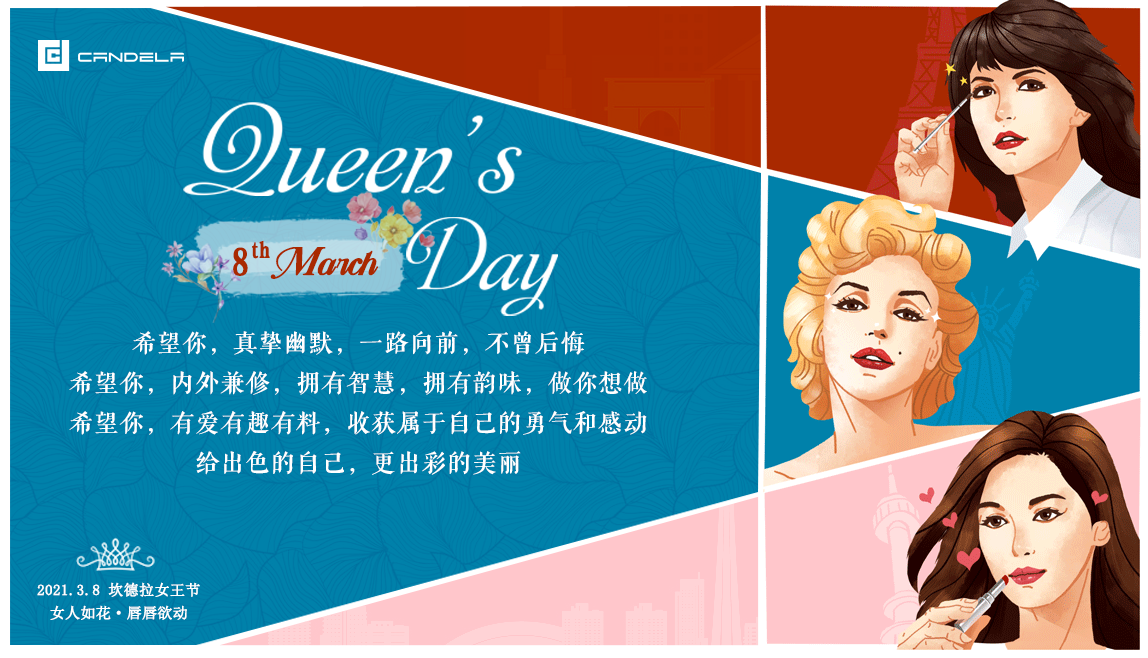 CANDELA
Queen's
8th March
Day
希望你，真挚幽默，一路向前，不曾后悔
希望你，内外兼修，拥有智慧，拥有韵味，做你想做
希望你，有爱有趣有料，收获属于自己的勇气和感动
给出色的自己，更出彩的美丽
2021.3.8 坎德拉女王节
女人如花·唇唇欲动